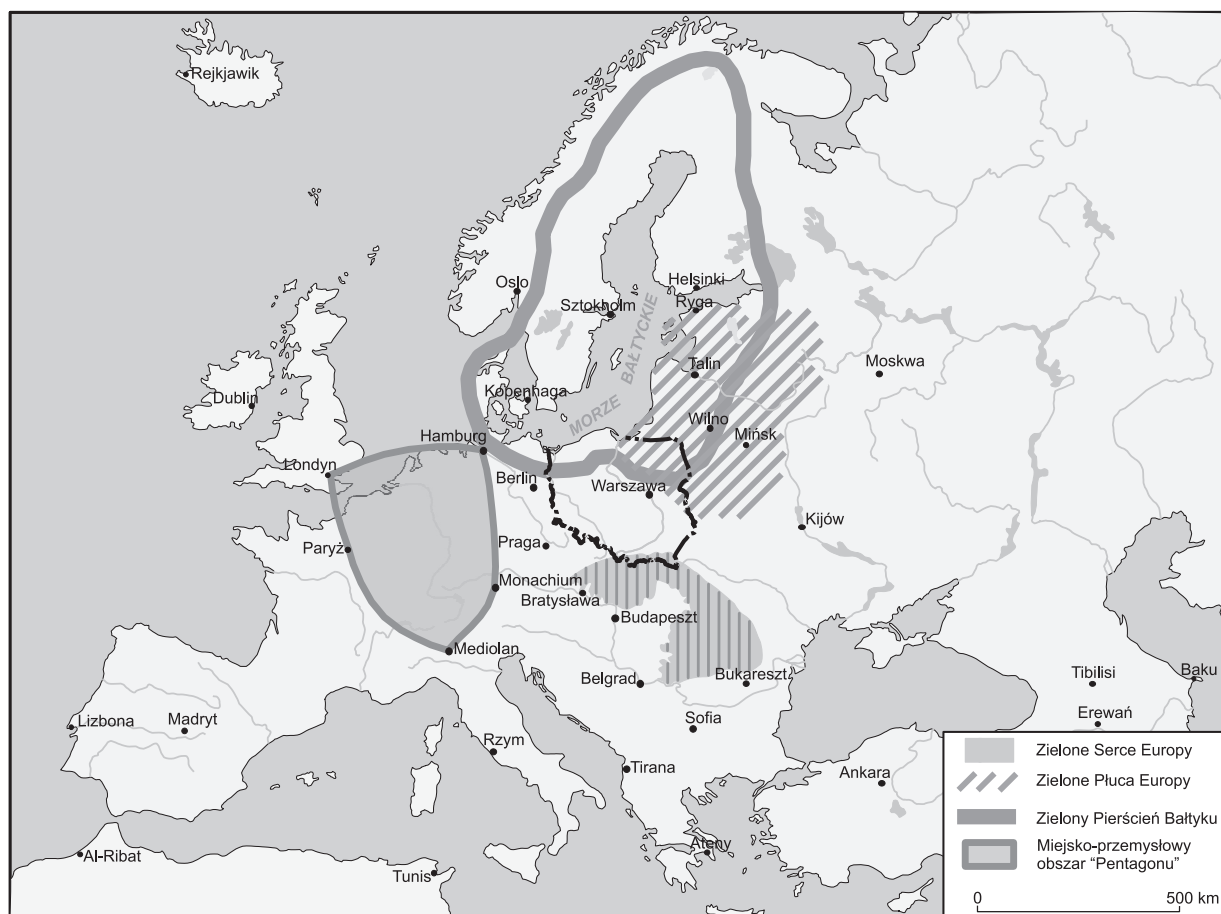 Rejkjawik
Oslo
Helsinki
Sztokholm
Ryga
MORZE BAŁTYCKIE
Talin
Moskwa
Dublin
Kopenhaga
Wilno
Mińsk
Hamburg
Londyn
Berlin
Warszawa
Kijów
Paryż
Praga
Monachium
Bratysława
Budapeszt
Mediolan
Belgrad
Bukareszt
Tibilisi
Baku
Erewań
Lizbona
Madryt
Sofia
Rzym
Tirana
Ankara
Ateny
Al-Ribat
Tunis
Zielone Serce Europy
Zielone Płuca Europy
Zielony Pierścień Bałtyku
Miejsko-przemysłowy
obszar "Pentagonu"
0 500 km